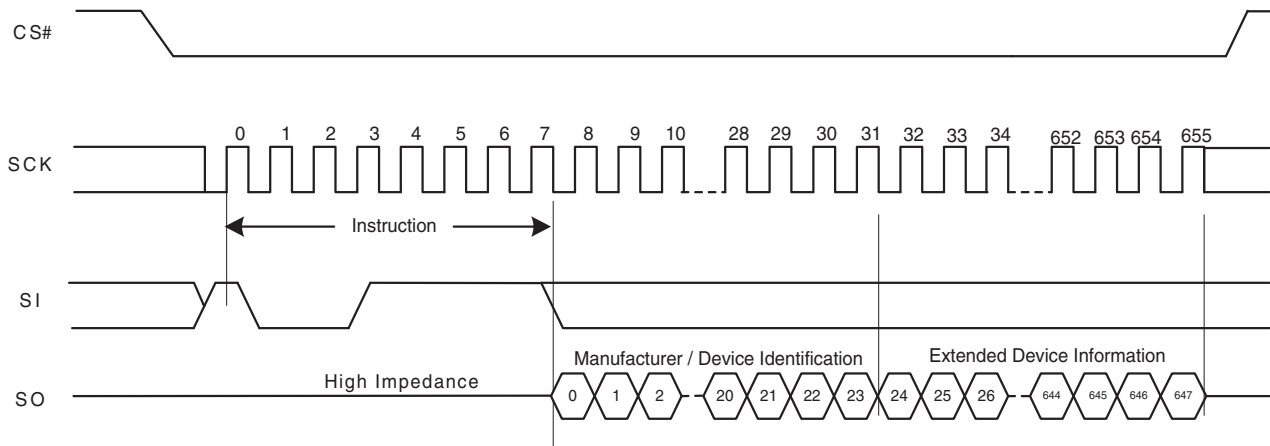 CS#
0 1 2 3 4 5 6 7 8 9 10 28 29 30 31 32 33 34 652 653 654 655
SCK
Instruction
SI
Manufacturer / Device Identification Extended Device Information
High Impedance
SO 0 1 2 20 21 22 23 24 25 26 644 645 646 647